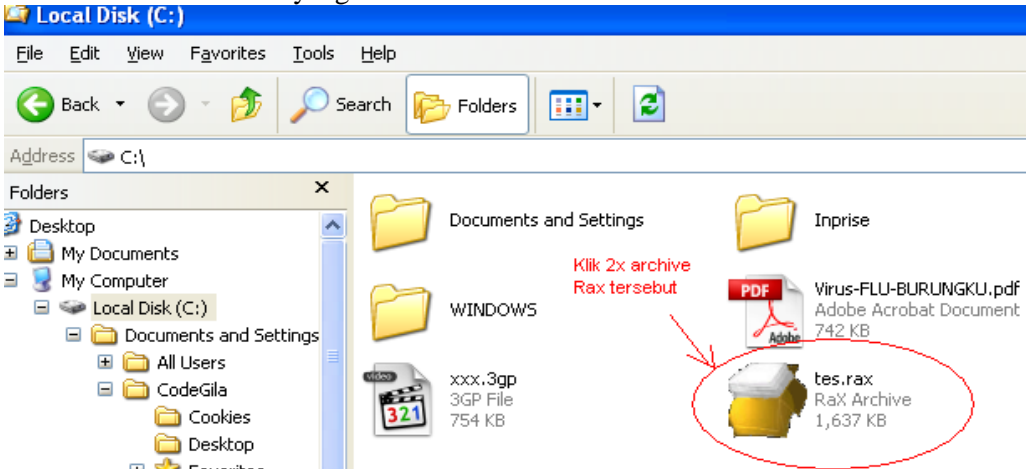 Local Disk (C:)
File Edit View Favorites Tools Help
Back Search Folders
Address C:\
Folders x
Desktop
My Documents
My Computer
Local Disk (C:)
Documents and Settings
All Users
CodeGila
Cookies
Desktop
Documents and Settings
Inprise
Klik 2x archive
Rax tersebut
WINDOWS
PDF
Adobe
Virus-FLU-BURUNGKU.pdf
Adobe Acrobat Document
742 KB
video
321
xxx.3gp
3GP File
754 KB
tes.rax
RaX Archive
1,637 KB